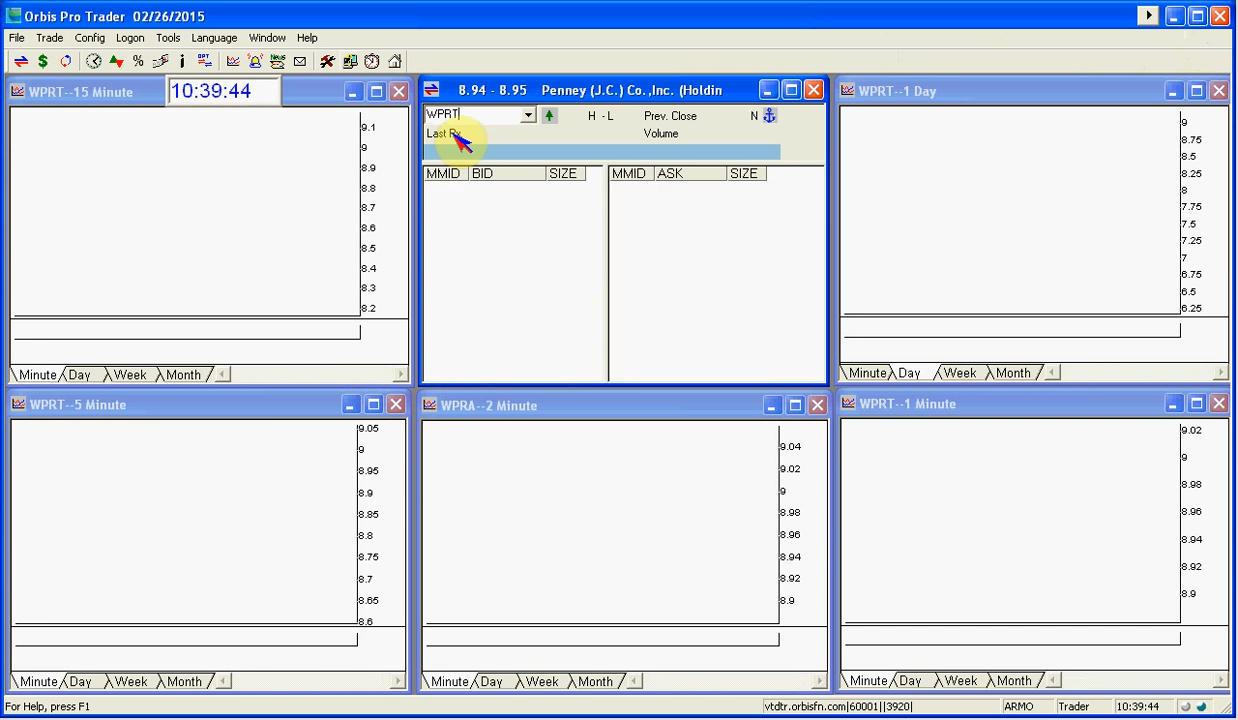 Orbis Pro Trader 02/26/2015
File Trade Config Logon Tools Language Window Help
WPRT--15 Minute
10:39:44
9.1
9
8.9
8.8
8.7
8.6
8.5
8.4
8.3
8.2
Minute Day Week Month
8.94 - 8.95 Penney (J.C.) Co.,Inc. (Holdin
WPRT H - L Prev. Close N
Last Rx Volume
MMID BID SIZE MMID ASK SIZE
WPRT--1 Day
9
8.75
8.5
8.25
8
7.75
7.5
7.25
7
6.75
6.5
6.25
Minute Day Week Month
WPRT--5 Minute
9.05
9
8.95
8.9
8.85
8.8
8.75
8.7
8.65
8.6
Minute Day Week Month
WPRA--2 Minute
9.04
9.02
9
8.98
8.96
8.94
8.92
8.9
Minute Day Week Month
WPRT--1 Minute
9.02
9
8.98
8.96
8.94
8.92
8.9
Minute Day Week Month
For Help, press F1 vtdtr.orbisfn.com|60001||3920| ARMO Trader 10:39:44